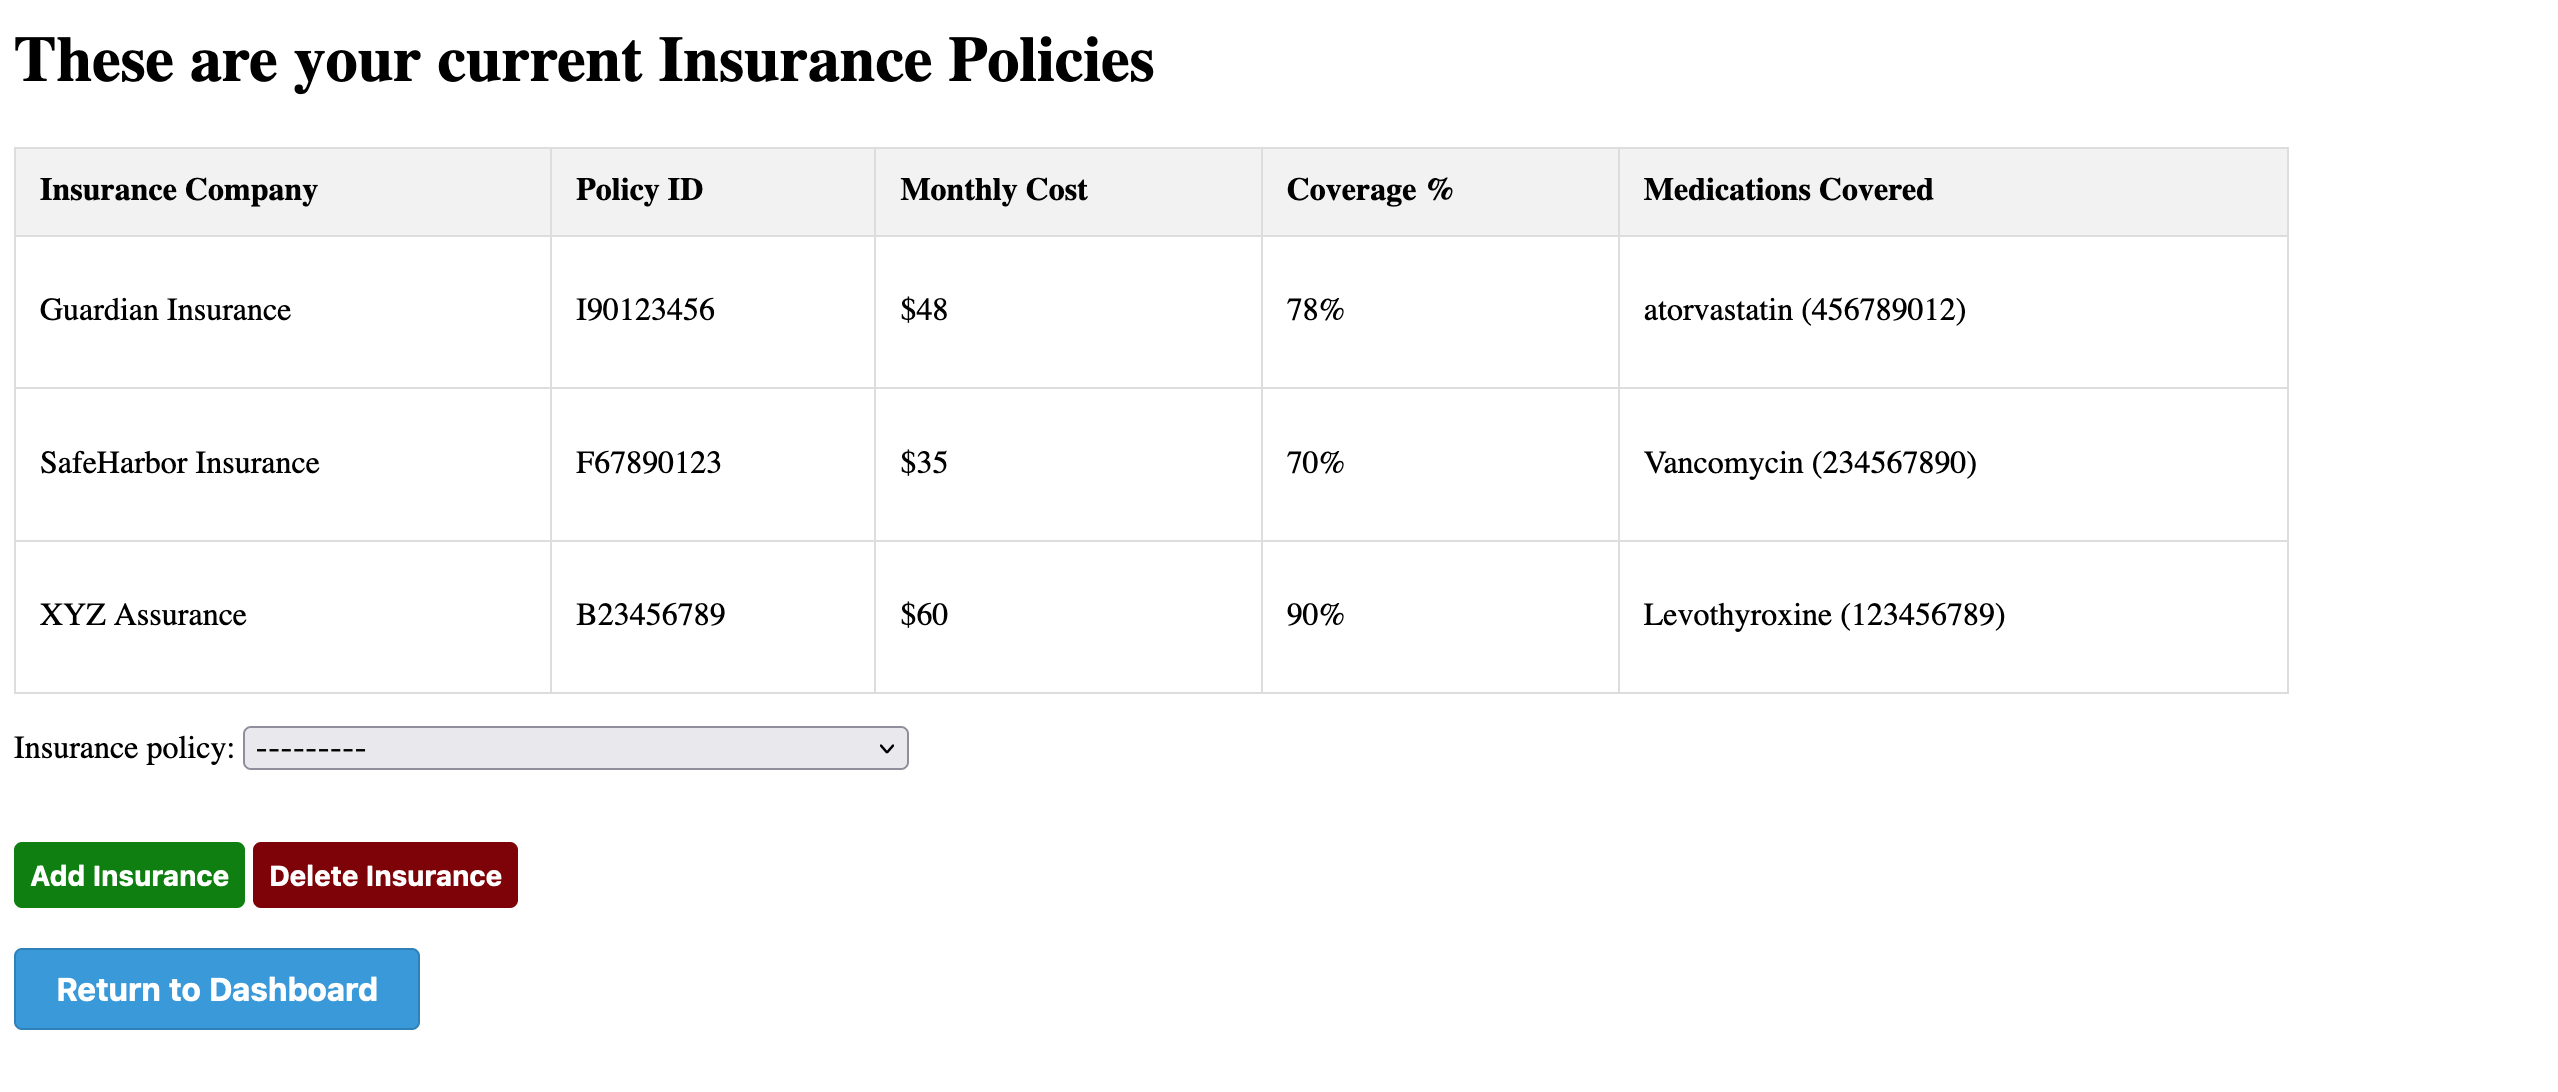 These are your current Insurance Policies
Insurance Company Policy ID Monthly Cost Coverage % Medications Covered
Guardian Insurance I90123456 $48 78% atorvastatin (456789012)
SafeHarbor Insurance F67890123 $35 70% Vancomycin (234567890)
XYZ Assurance B23456789 $60 90% Levothyroxine (123456789)
Insurance policy: ---------
Add Insurance Delete Insurance
Return to Dashboard